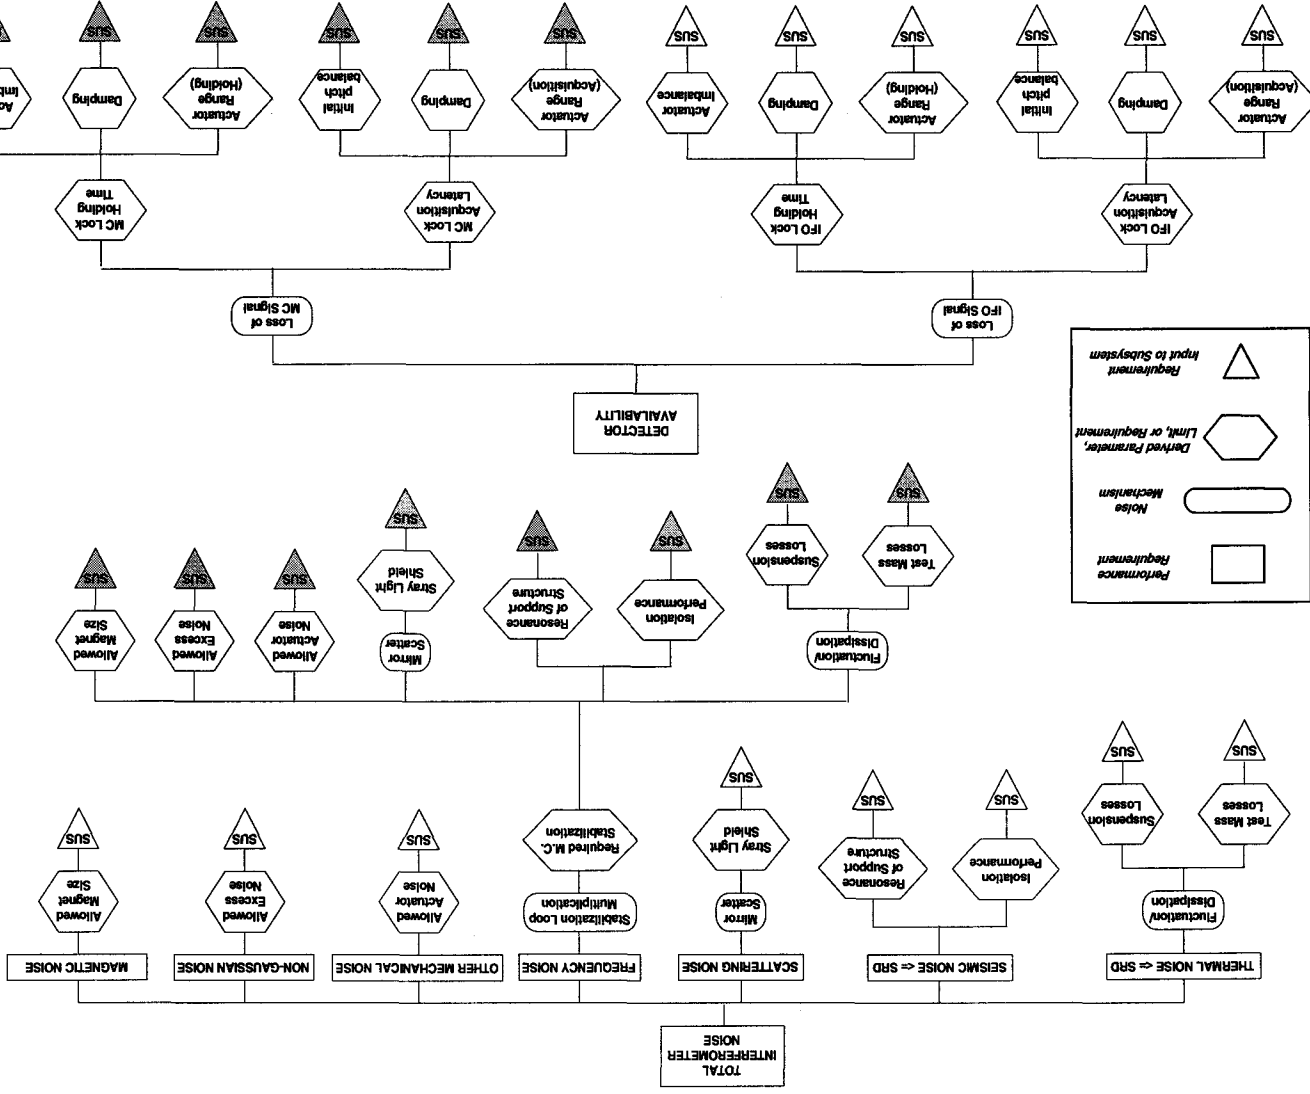 TOTAL
INTERFEROMETER
NOISE
THERMAL NOISE <= SRD
SEISMIC NOISE <= SRD
SCATTERING NOISE
FREQUENCY NOISE
OTHER MECHANICAL NOISE
NON-GAUSSIAN NOISE
MAGNETIC NOISE
Fluctuation/
Dissipation
Test Mass
Losses
SUS
Suspension
Losses
SUS
Isolation
Performance
SUS
Resonance
of Support
Structure
SUS
Mirror
Scatter
Stray Light
Shield
SUS
Stabilization Loop
Multiplication
Required M.C.
Stabilization
Allowed
Actuator
Noise
SUS
Allowed
Excess
Noise
SUS
Allowed
Magnet
Size
SUS
Fluctuation/
Dissipation
Test Mass
Losses
SUS
Suspension
Losses
SUS
Isolation
Performance
SUS
Resonance
of Support
Structure
SUS
Mirror
Scatter
Stray Light
Shield
SUS
Allowed
Actuator
Noise
SUS
Allowed
Excess
Noise
SUS
Allowed
Magnet
Size
SUS
Performance
Requirement
Noise
Mechanism
Derived Parameter,
Limit, or Requirement
Requirement
Input to Subsystem
DETECTOR
AVAILABILITY
Loss of
IFO Signal
Loss of
MC Signal
IFO Lock
Acquisition
Latency
IFO Lock
Holding
Time
MC Lock
Acquisition
Latency
MC Lock
Holding
Time
Actuator
Range
(Acquisition)
SUS
Damping
SUS
Initial
pitch
balance
SUS
Actuator
Range
(Holding)
SUS
Damping
SUS
Actuator
Imbalance
SUS
Actuator
Range
(Acquisition)
SUS
Damping
SUS
Initial
pitch
balance
SUS
Actuator
Range
(Holding)
SUS
Damping
SUS